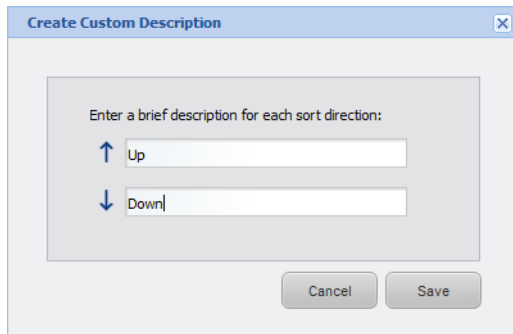 Create Custom Description
Enter a brief description for each sort direction:
Up
Down
Cancel Save